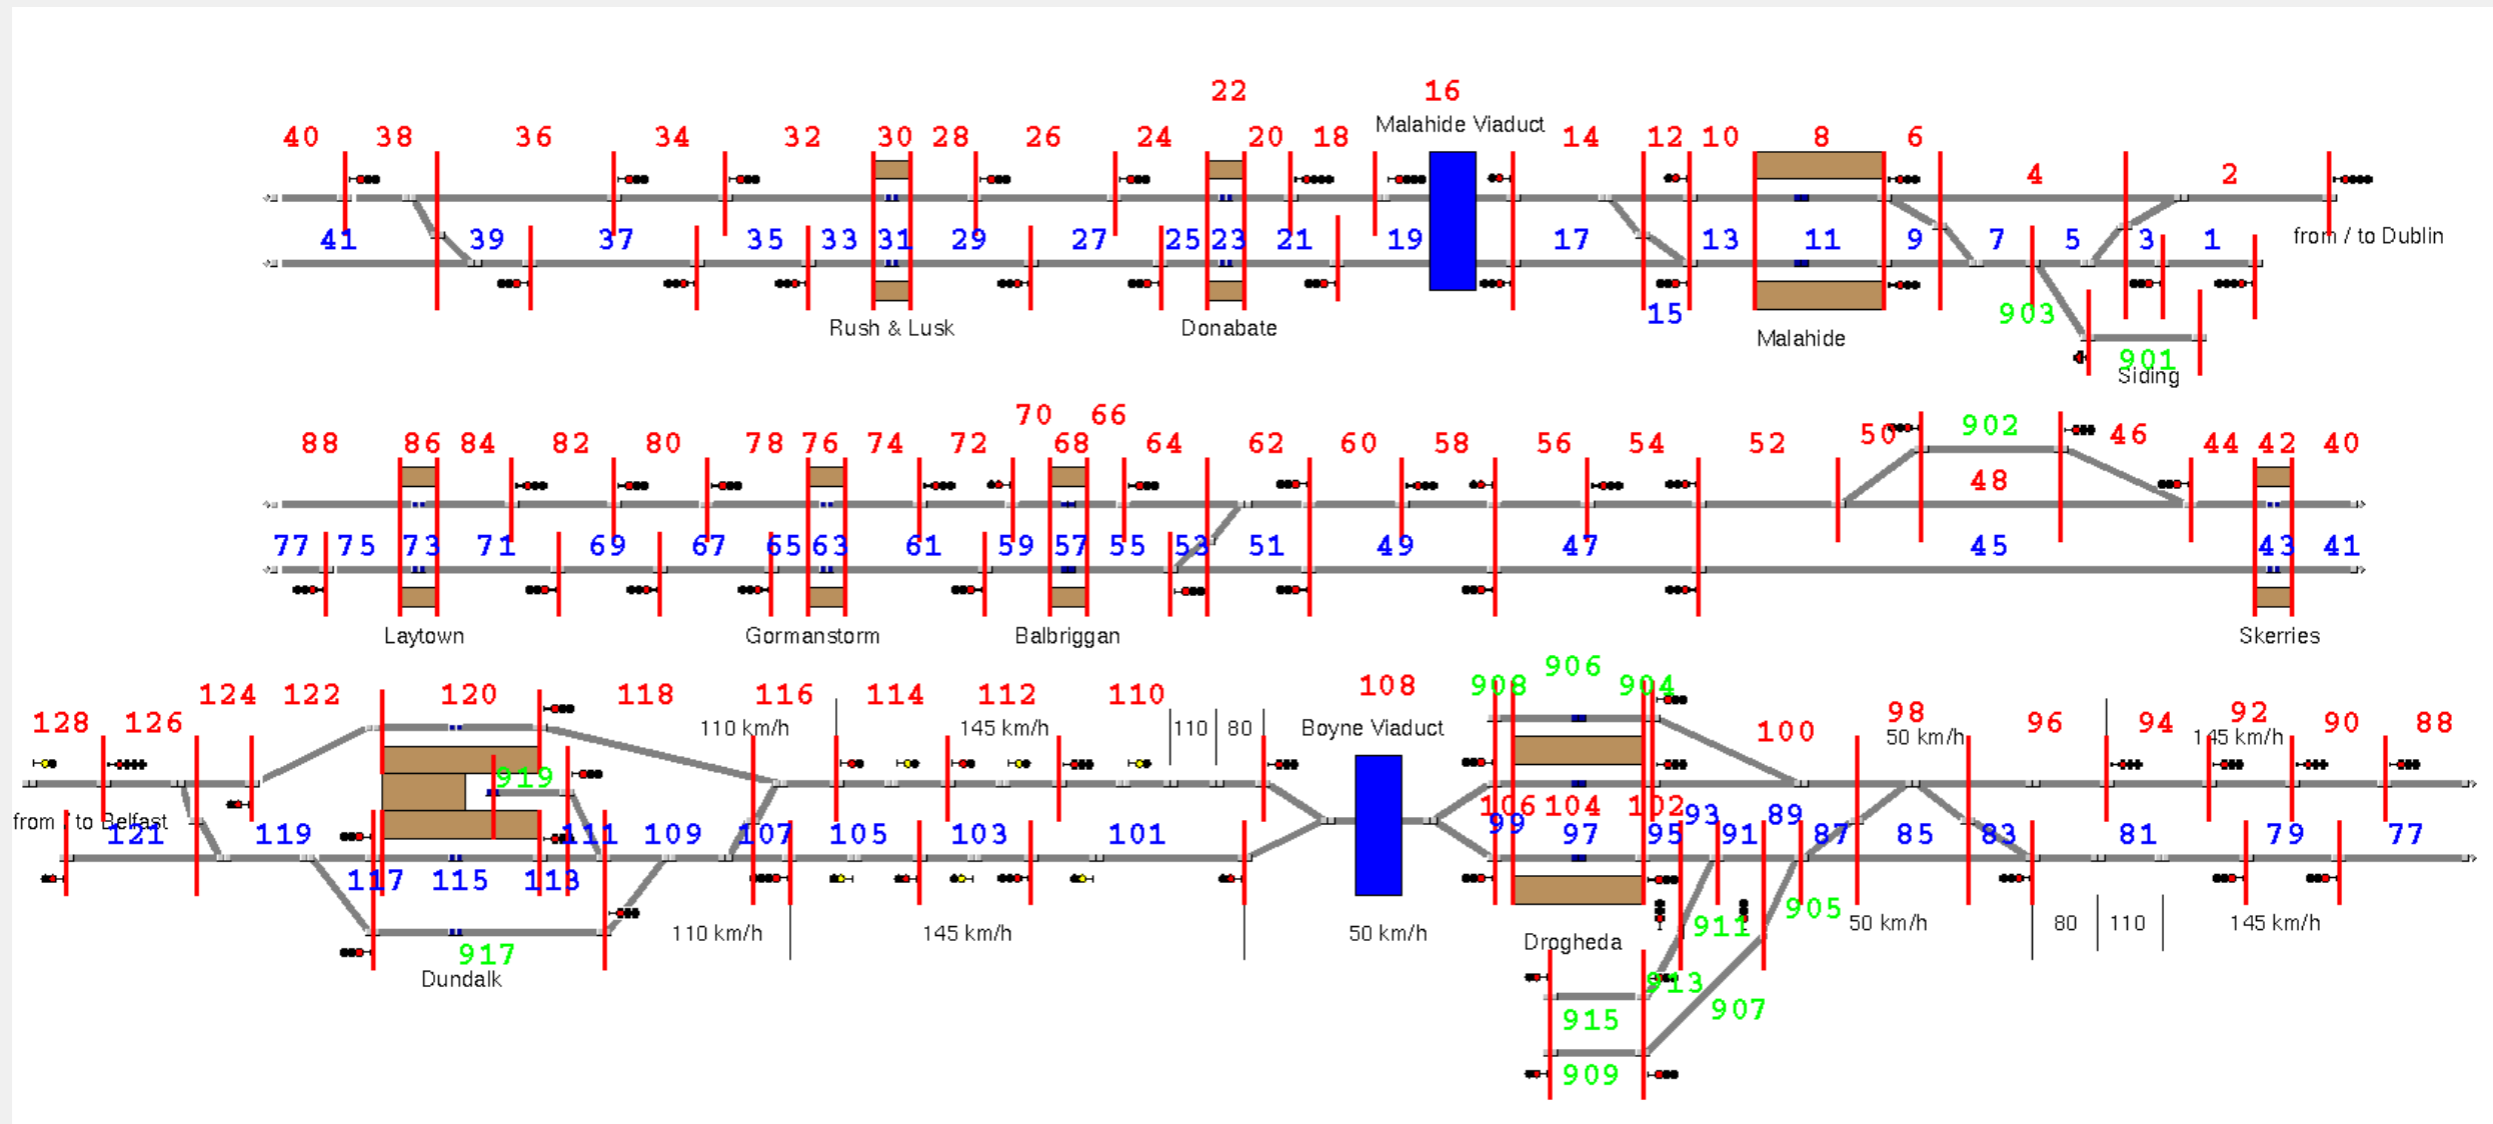 22 16
Malahide Viaduct
40 38 36 34 32 30 28 26 24 20 18 14 12 10 8 6
4 2
41 39 37 35 33 31 29 27 25 23 21 19 17 13 11 9 7 5 3 1
from / to Dublin
15 903
Rush & Lusk Donabate Malahide
901
Siding
70 66
88 86 84 82 80 78 76 74 72 68 64 62 60 58 56 54 52 50 902 46 44 42 40
48
77 75 73 71 69 67 65 63 61 59 57 55 53 51 49 47 45 43 41
Laytown Gormanstorm Balbriggan Skerries
906
124 122 120 118 116 114 112 110 108 908 904
128 126 98 96 94 92 90 88
110 km/h 145 km/h 110 80 Boyne Viaduct 100 50 km/h 145 km/h
919
106 104 102
from / to Belfast
93 89
121 119 111 109 107 105 103 101 99 97 95 91 87 85 83 81 79 77
117 115 113
905
911
110 km/h 145 km/h 50 km/h 50 km/h 80 110 145 km/h
917 Drogheda
Dundalk
913
907
915
909